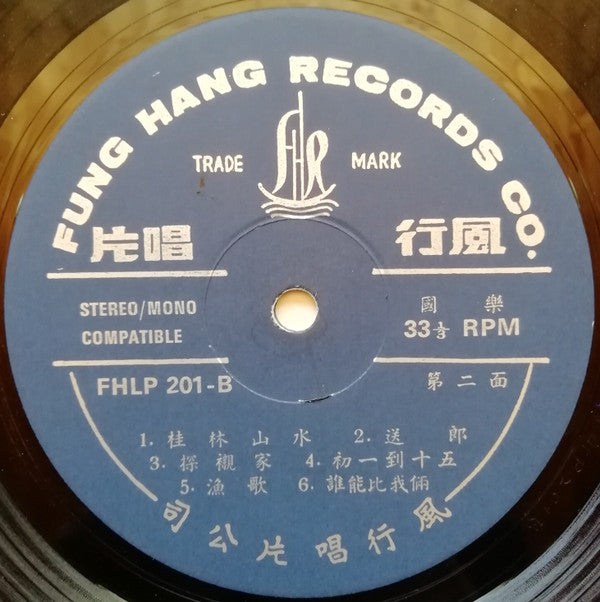 FUNG HANG RECORDS CO.
TRADE MARK
FHR
片唱 行風
STEREO/MONO
COMPATIBLE
國樂
33⅓ RPM
FHLP 201-B
第二面
1. 桂林山水 2. 送郎
3. 探襯家 4. 初一到十五
5. 漁歌 6. 誰能比我倆
司公片唱行風